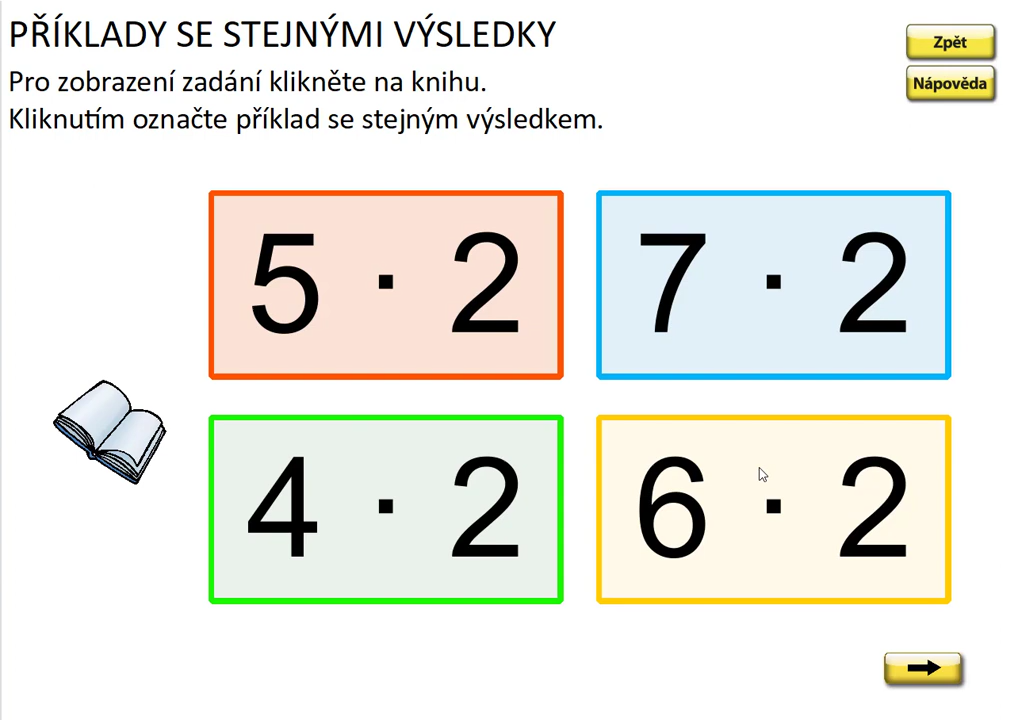 PŘÍKLADY SE STEJNÝMI VÝSLEDKY
Zpět
Pro zobrazení zadání klikněte na knihu.
Nápověda
Kliknutím označte příklad se stejným výsledkem.
5 · 2
7 · 2
4 · 2
6 · 2